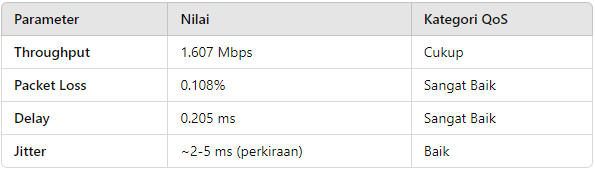 Parameter Nilai Kategori QoS
Throughput 1.607 Mbps Cukup
Packet Loss 0.108% Sangat Baik
Delay 0.205 ms Sangat Baik
Jitter ~2-5 ms (perkiraan) Baik